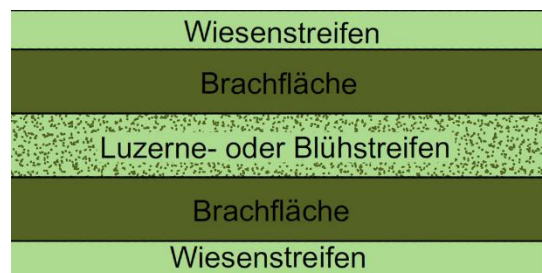 Wiesenstreifen
Brachfläche
Luzerne- oder Blühstreifen
Brachfläche
Wiesenstreifen